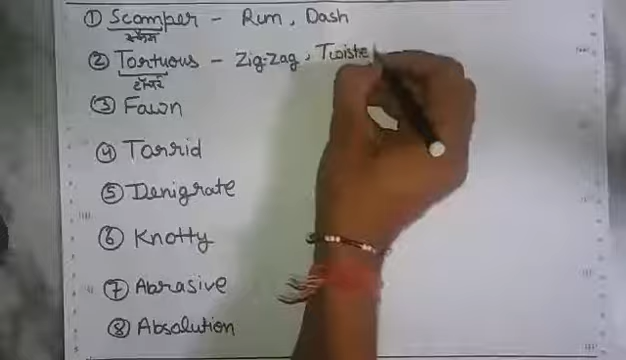 ① Scamper - Run, Dash
② Tortuous - Zig-Zag, Twiste
③ Fawn
④ Torrid
⑤ Denigrate
⑥ Knotty
⑦ Abrasive
⑧ Absolution